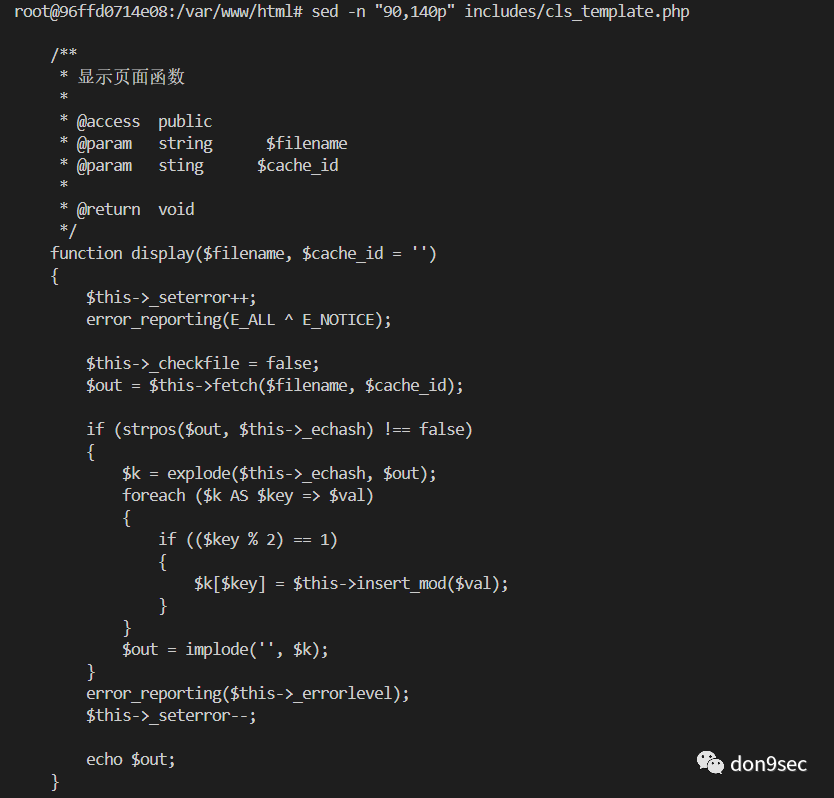 root@96ffd0714e08:/var/www/html# sed -n "90,140p" includes/cls_template.php
/**
* 显示页面函数
*
* @access public
* @param string $filename
* @param sting $cache_id
*
* @return void
*/
function display($filename, $cache_id = '')
{
$this->_seterror++;
error_reporting(E_ALL ^ E_NOTICE);
$this->_checkfile = false;
$out = $this->fetch($filename, $cache_id);
if (strpos($out, $this->_echash) !== false)
{
$k = explode($this->_echash, $out);
foreach ($k AS $key => $val)
{
if (($key % 2) == 1)
{
$k[$key] = $this->insert_mod($val);
}
}
$out = implode('', $k);
}
error_reporting($this->_errorlevel);
$this->_seterror--;
echo $out;
}
don9sec